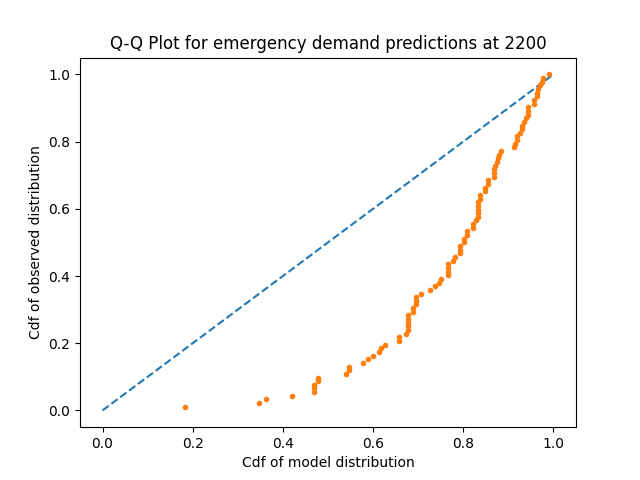 Q-Q Plot for emergency demand predictions at 2200
Cdf of observed distribution
1.0
0.8
0.6
0.4
0.2
0.0
0.0 0.2 0.4 0.6 0.8 1.0
Cdf of model distribution